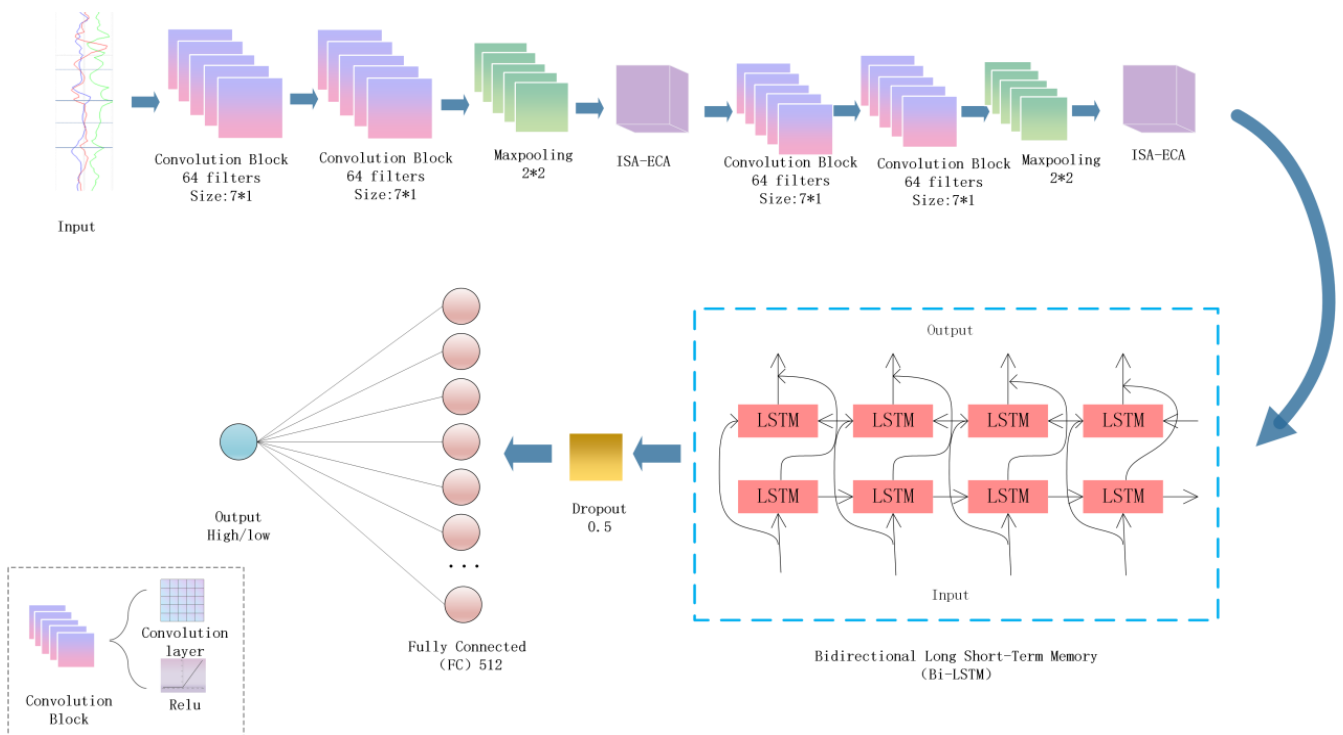 Input
Convolution Block
64 filters
Size:7*1
Convolution Block
64 filters
Size:7*1
Maxpooling
2*2
ISA-ECA
Convolution Block
64 filters
Size:7*1
Convolution Block
64 filters
Size:7*1
Maxpooling
2*2
ISA-ECA
Output
LSTM
LSTM
LSTM
LSTM
LSTM
LSTM
LSTM
LSTM
Input
Bidirectional Long Short-Term Memory
(Bi-LSTM)
Dropout
0.5
...
Fully Connected
(FC) 512
Output
High/low
Convolution
Block
Convolution
layer
Relu